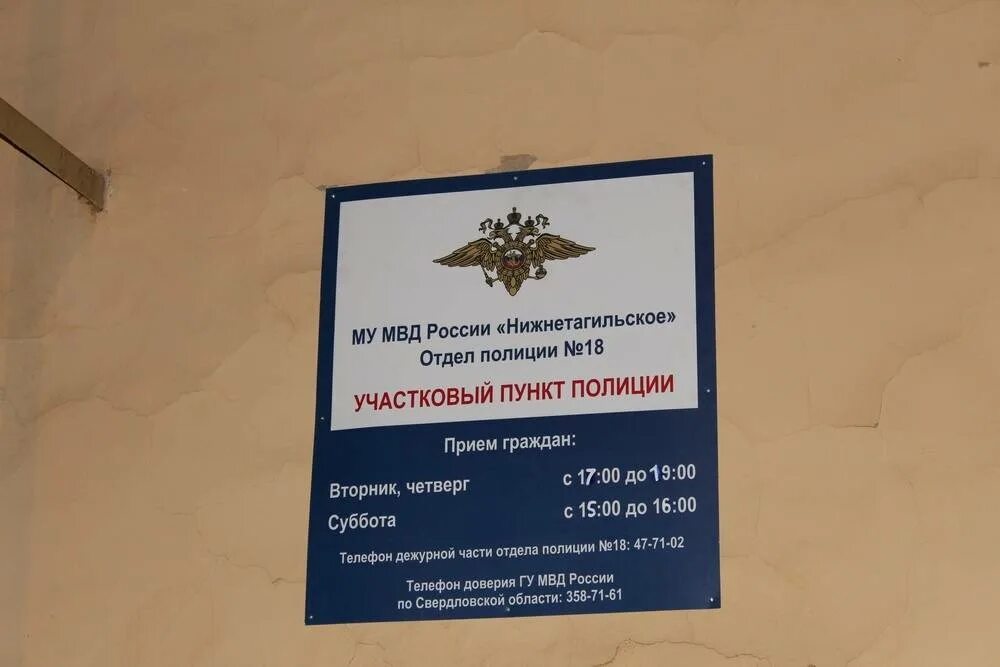 МУ МВД России «Нижнетагильское»
Отдел полиции №18
УЧАСТКОВЫЙ ПУНКТ ПОЛИЦИИ
Прием граждан:
Вторник, четверг с 17:00 до 19:00
Суббота с 15:00 до 16:00
Телефон дежурной части отдела полиции №18: 47-71-02
Телефон доверия ГУ МВД России
по Свердловской области: 358-71-61